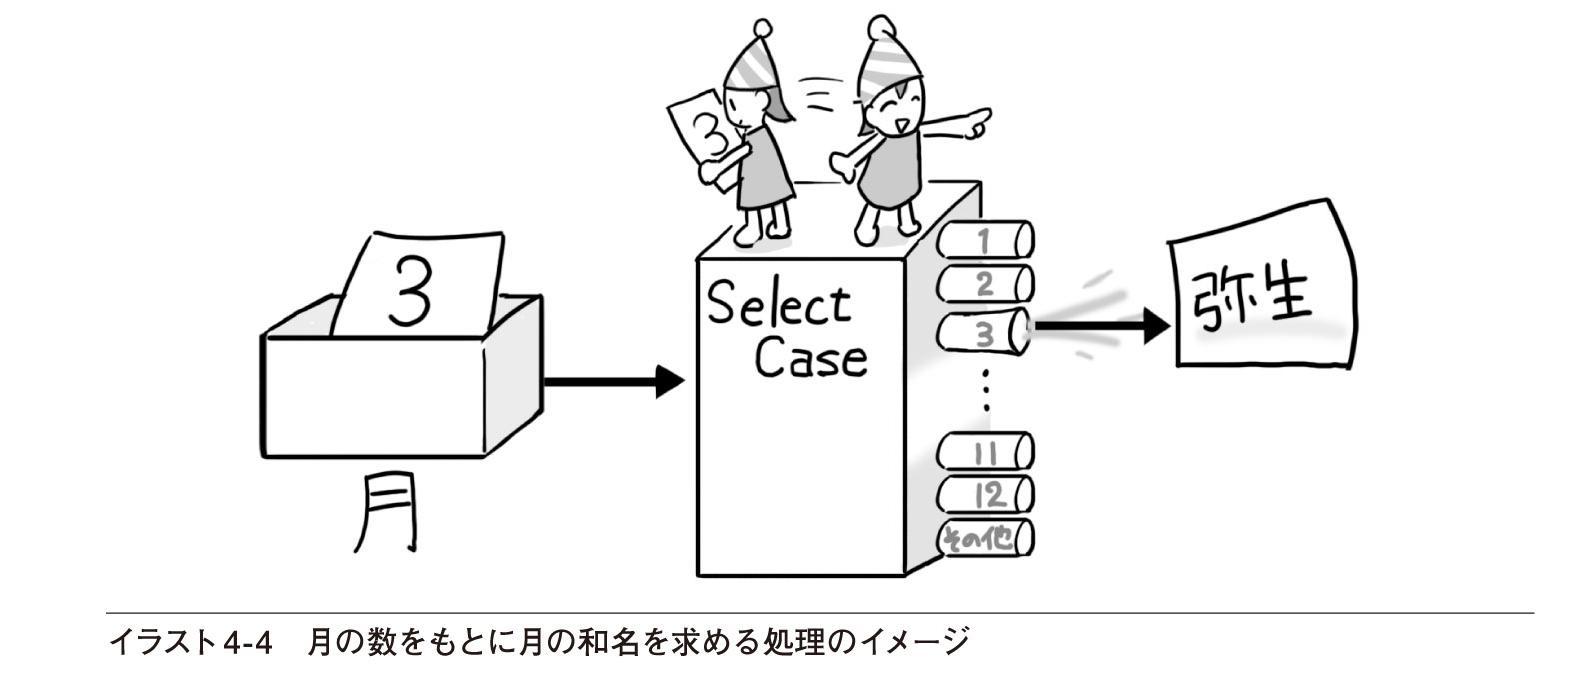 3
3
月
Select
Case
1
2
3
⋮
11
12
その他
弥生
イラスト4-4　月の数をもとに月の和名を求める処理のイメージ